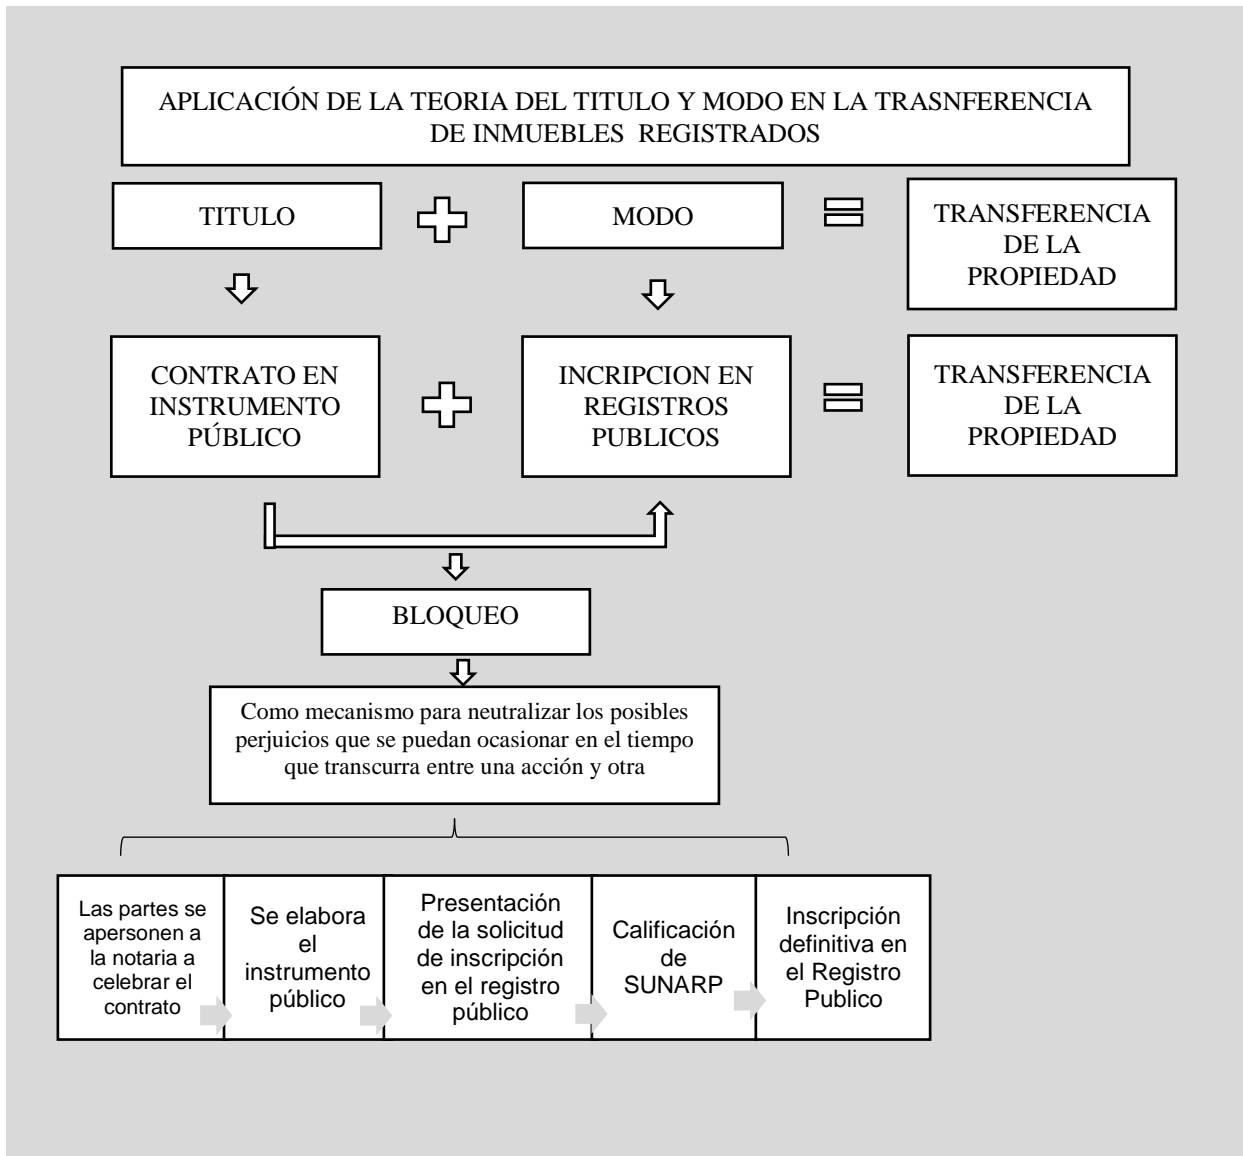 APLICACIÓN DE LA TEORIA DEL TITULO Y MODO EN LA TRASNFERENCIA
DE INMUEBLES REGISTRADOS
TITULO
MODO
TRANSFERENCIA
DE LA
PROPIEDAD
CONTRATO EN
INSTRUMENTO
PÚBLICO
INCRIPCION EN
REGISTROS
PUBLICOS
TRANSFERENCIA
DE LA
PROPIEDAD
BLOQUEO
Como mecanismo para neutralizar los posibles
perjuicios que se puedan ocasionar en el tiempo
que transcurra entre una acción y otra
Las partes se
apersonen a
la notaria a
celebrar el
contrato
Se elabora
el
instrumento
público
Presentación
de la solicitud
de inscripción
en el registro
público
Calificación
de
SUNARP
Inscripción
definitiva en
el Registro
Publico